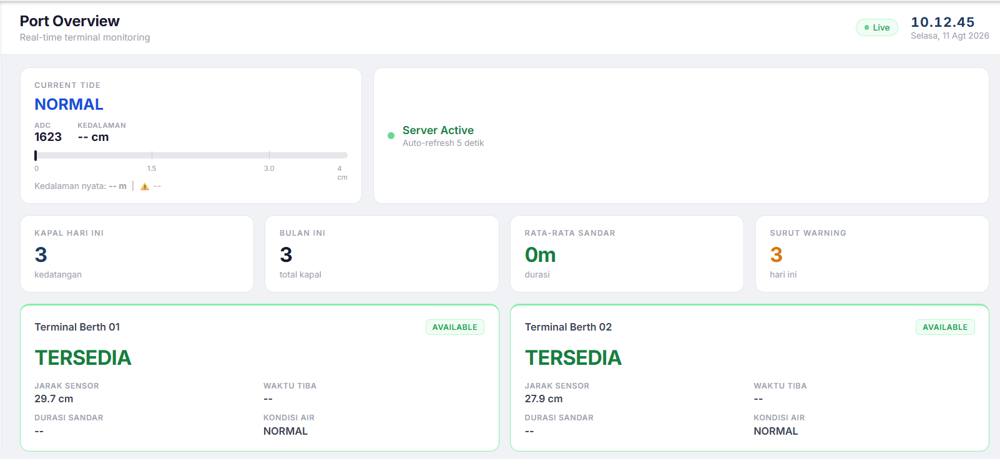 Port Overview
Real-time terminal monitoring
Live
10.12.45
Selasa, 11 Agt 2026
CURRENT TIDE
NORMAL
ADC
1623
KEDALAMAN
-- cm
0 1.5 3.0 4
cm
Kedalaman nyata: -- m | ⚠ --
Server Active
Auto-refresh 5 detik
KAPAL HARI INI
3
kedatangan
BULAN INI
3
total kapal
RATA-RATA SANDAR
0m
durasi
SURUT WARNING
3
hari ini
Terminal Berth 01
AVAILABLE
TERSEDIA
JARAK SENSOR
29.7 cm
WAKTU TIBA
--
DURASI SANDAR
--
KONDISI AIR
NORMAL
Terminal Berth 02
AVAILABLE
TERSEDIA
JARAK SENSOR
27.9 cm
WAKTU TIBA
--
DURASI SANDAR
--
KONDISI AIR
NORMAL